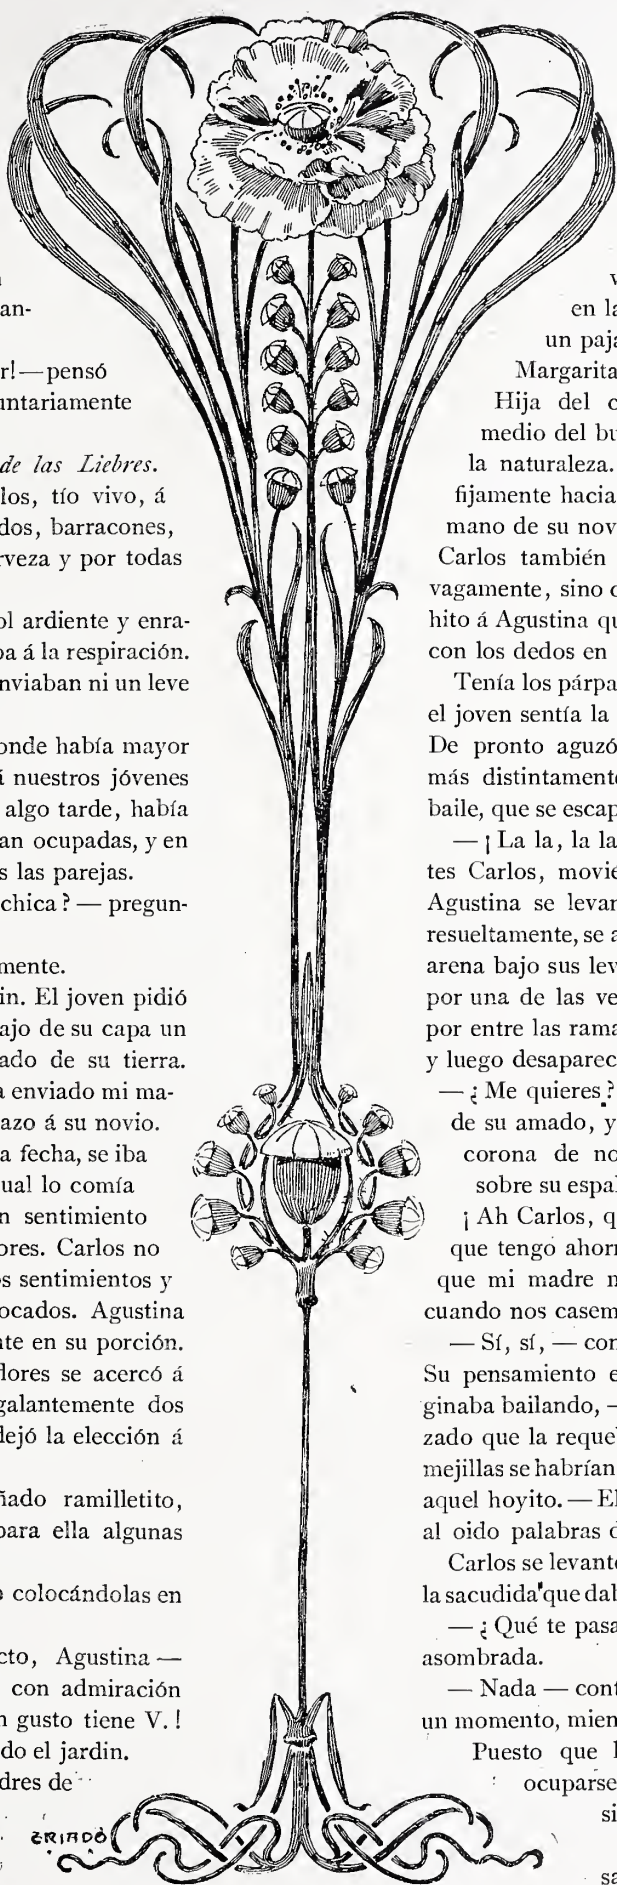 an-
r!—pensó
untariamente
de las Liebres.
los, tío vivo, á
dos, barracones,
rveza y por todas
ol ardiente y enra-
ba á la respiración.
nviaban ni un leve
onde había mayor
í nuestros jóvenes
algo tarde, había
an ocupadas, y en
s las parejas.
chica? — pregun-
mente.
in. El joven pidió
ajo de su capa un
ado de su tierra.
a enviado mi ma-
azo á su novio.
a fecha, se iba
ual lo comía
n sentimiento
ores. Carlos no
os sentimientos y
ocados. Agustina
nte en su porción.
lores se acercó á
galantemente dos
dejó la elección á
ñado ramilletito,
para ella algunas
colocándolas en
cto, Agustina —
con admiración
n gusto tiene V.!
do el jardin.
dres de
TRIADÓ
v
en la
un paja
Margarita
Hija del c
medio del bu
la naturaleza.
fijamente hacia
mano de su nov
Carlos también
vagamente, sino c
hito á Agustina qu
con los dedos en
Tenía los párpa
el joven sentía la
De pronto aguzó
más distintamente
baile, que se escap
— ¡La la, la la
tes Carlos, movie
Agustina se levan
resueltamente, se a
arena bajo sus lev
por una de las ve
por entre las rama
y luego desaparec
— ¿Me quieres?
de su amado, y
corona de no
sobre su espal
¡Ah Carlos, q
que tengo ahorr
que mi madre n
cuando nos casem
— Sí, sí, — con
Su pensamiento e
ginaba bailando, —
zado que la reque
mejillas se habrían
aquel hoyito. — El
al oido palabras d
Carlos se levanto
la sacudida que dab
— ¿Qué te pasa
asombrada.
— Nada — cont
un momento, mien
Puesto que l
ocuparse
si
sa